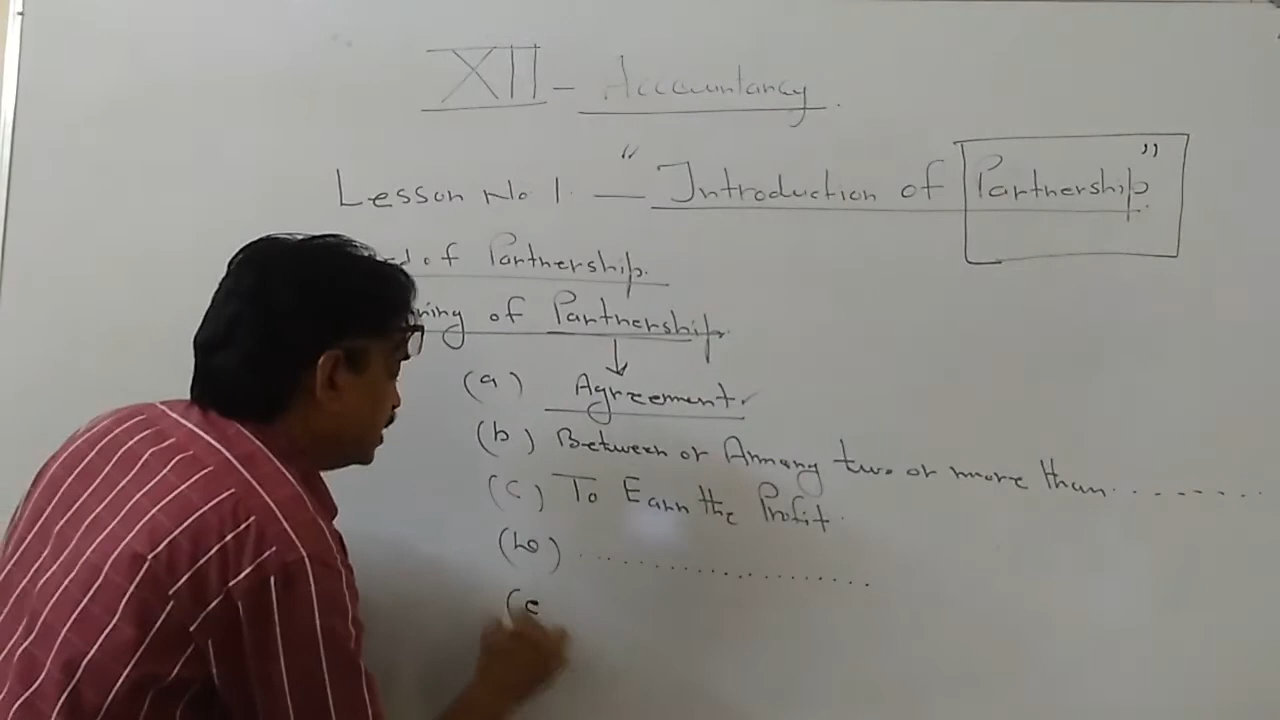 XII - Accountancy.
Lesson No 1. — "Introduction of Partnership"
of Partnership.
ning of Partnership.
↓
(a) Agreement.
(b) Between or Amnany two or more than..........
(c) To Earn the Profit.
( ) ....................
(e